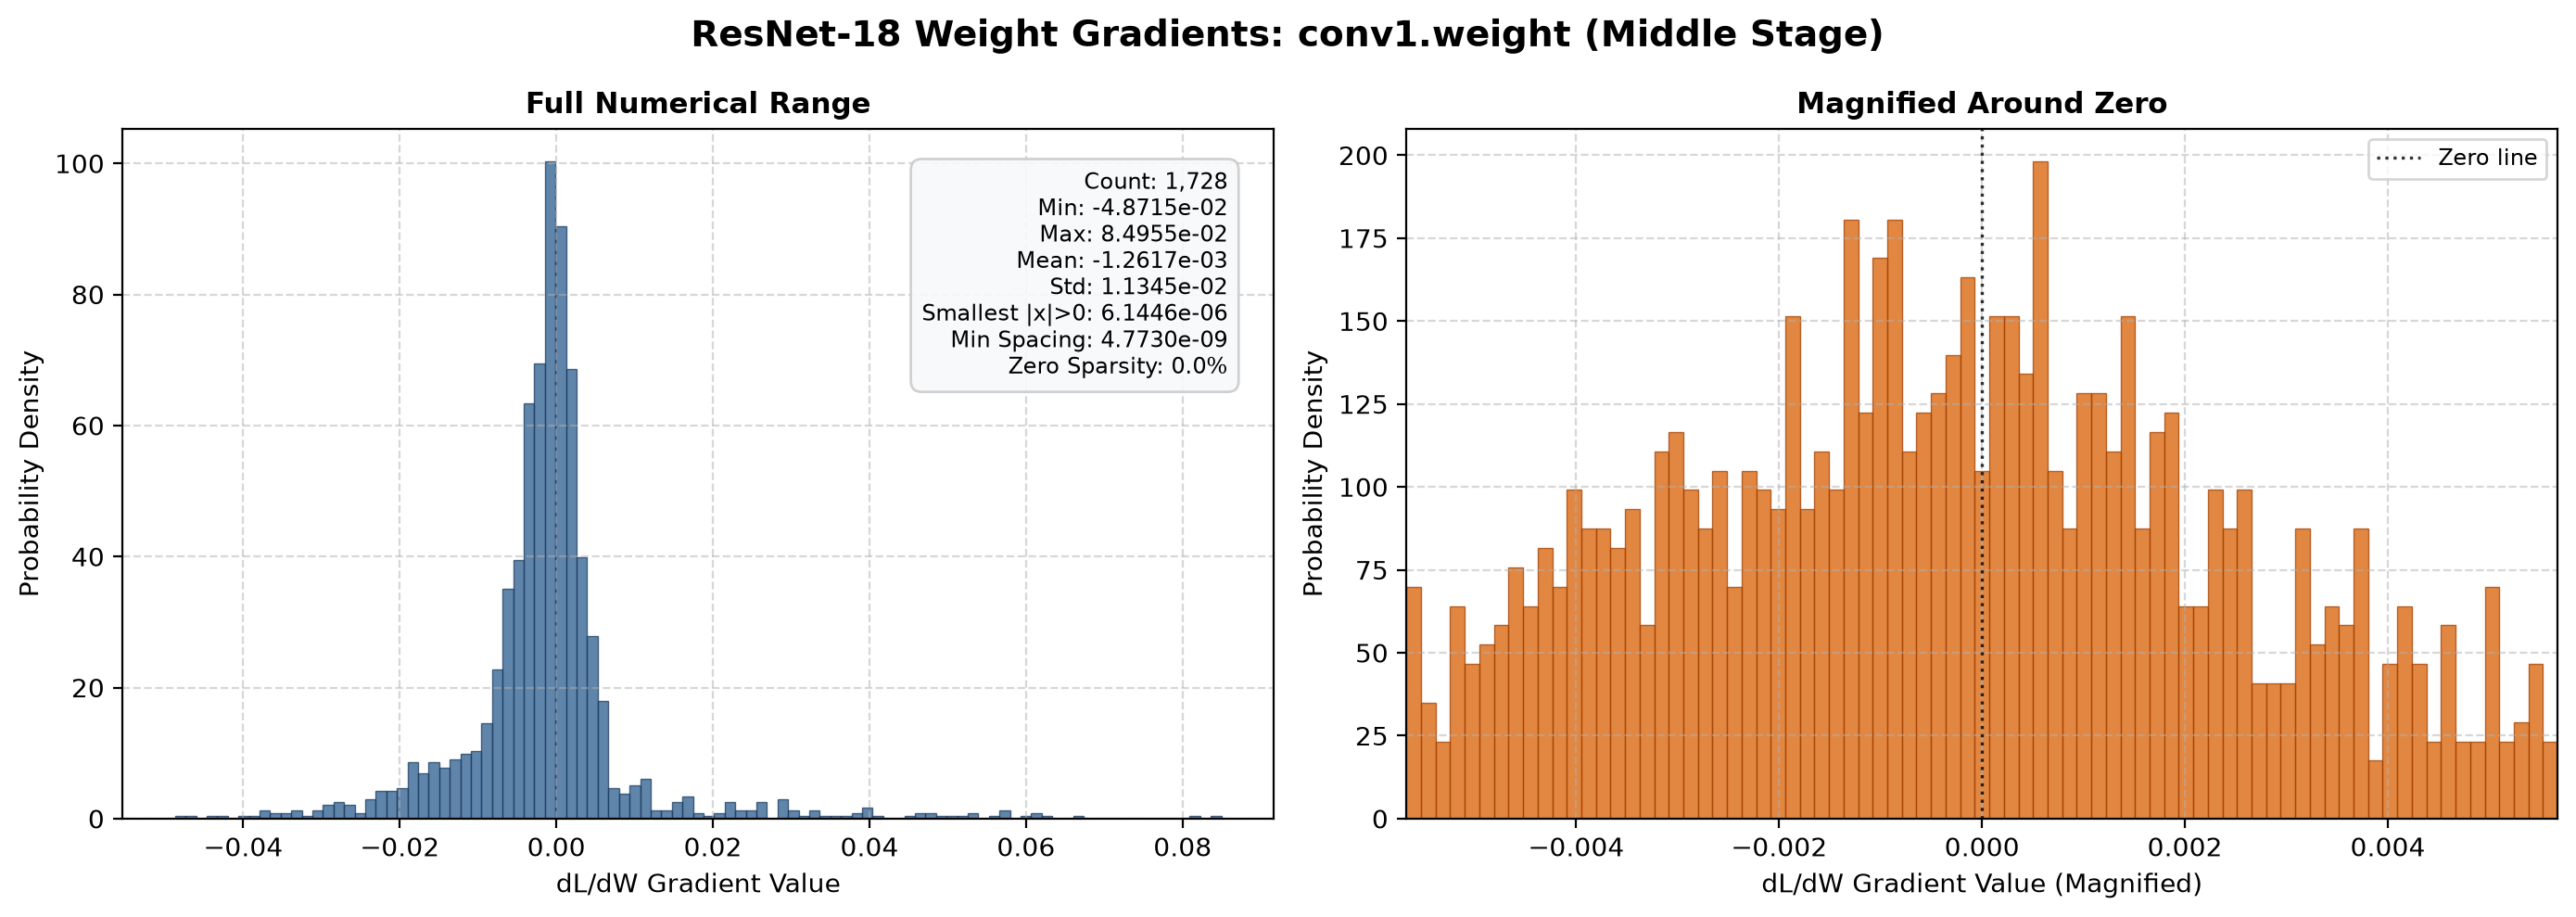 ResNet-18 Weight Gradients: conv1.weight (Middle Stage)
Full Numerical Range
Probability Density
100
80
60
40
20
0
Count: 1,728
Min: -4.8715e-02
Max: 8.4955e-02
Mean: -1.2617e-03
Std: 1.1345e-02
Smallest |x|>0: 6.1446e-06
Min Spacing: 4.7730e-09
Zero Sparsity: 0.0%
−0.04 −0.02 0.00 0.02 0.04 0.06 0.08
dL/dW Gradient Value
Magnified Around Zero
Probability Density
200
175
150
125
100
75
50
25
0
Zero line
−0.004 −0.002 0.000 0.002 0.004
dL/dW Gradient Value (Magnified)